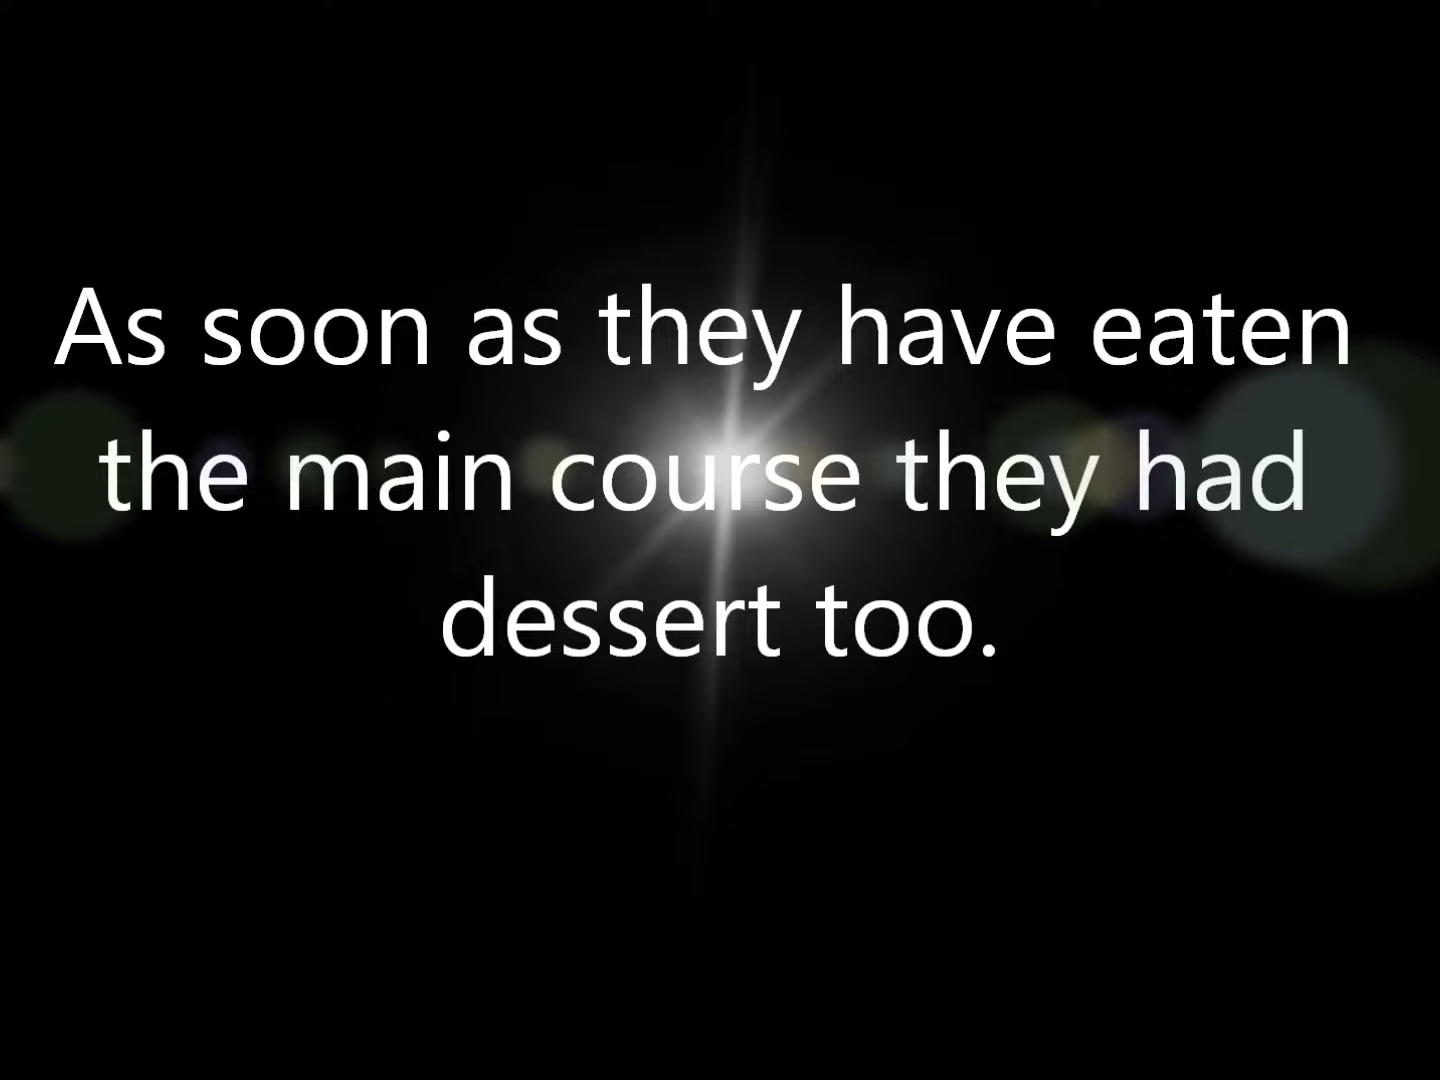 As soon as they have eaten
the main course they had
dessert too.